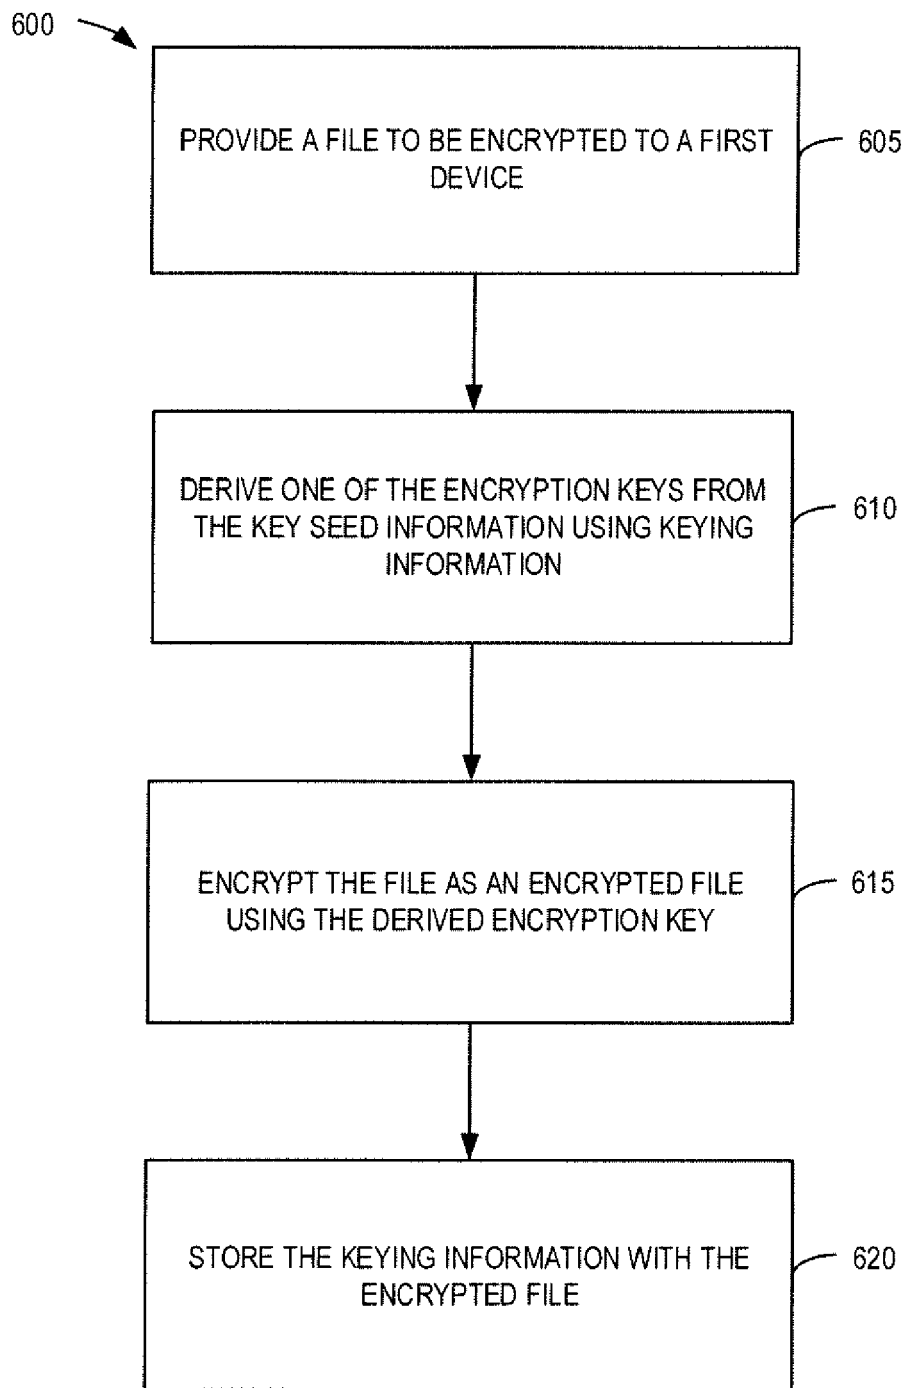 600
PROVIDE A FILE TO BE ENCRYPTED TO A FIRST
DEVICE
605
DERIVE ONE OF THE ENCRYPTION KEYS FROM
THE KEY SEED INFORMATION USING KEYING
INFORMATION
610
ENCRYPT THE FILE AS AN ENCRYPTED FILE
USING THE DERIVED ENCRYPTION KEY
615
STORE THE KEYING INFORMATION WITH THE
ENCRYPTED FILE
620